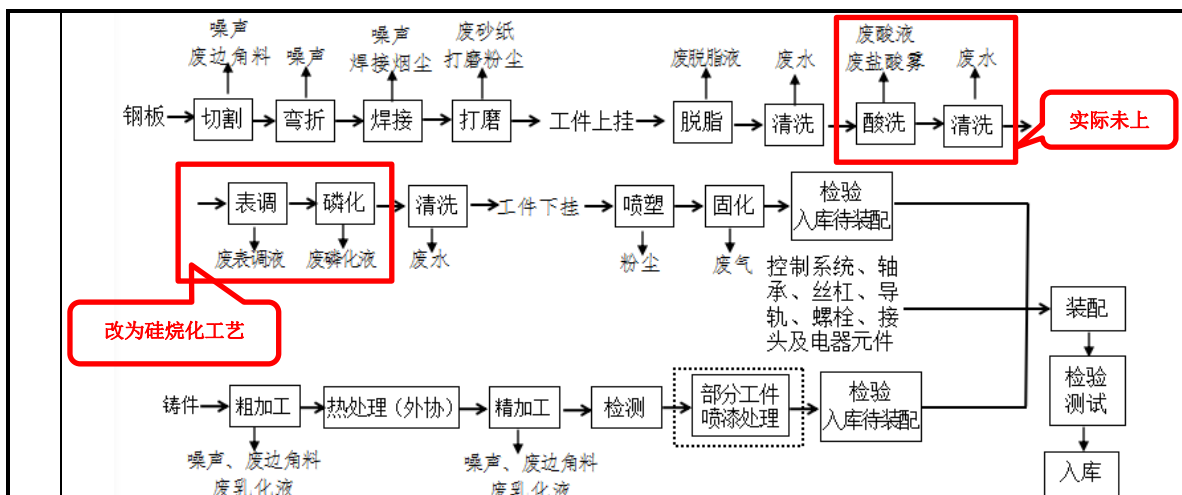 噪声
废边角料
噪声
噪声
焊接烟尘
废砂纸
打磨粉尘
废脱脂液
废水
废酸液
废盐酸雾
废水
钢板
切割
弯折
焊接
打磨
工件上挂
脱脂
清洗
酸洗
清洗
实际未上
表调
磷化
清洗
工件下挂
喷塑
固化
检验
入库待装配
废表调液
废磷化液
废水
粉尘
废气
改为硅烷化工艺
控制系统、轴
承、丝杠、导
轨、螺栓、接
头及电器元件
装配
检验
测试
入库
铸件
粗加工
热处理(外协)
精加工
检测
部分工件
喷漆处理
检验
入库待装配
噪声、废边角料
废乳化液
噪声、废边角料
废乳化液